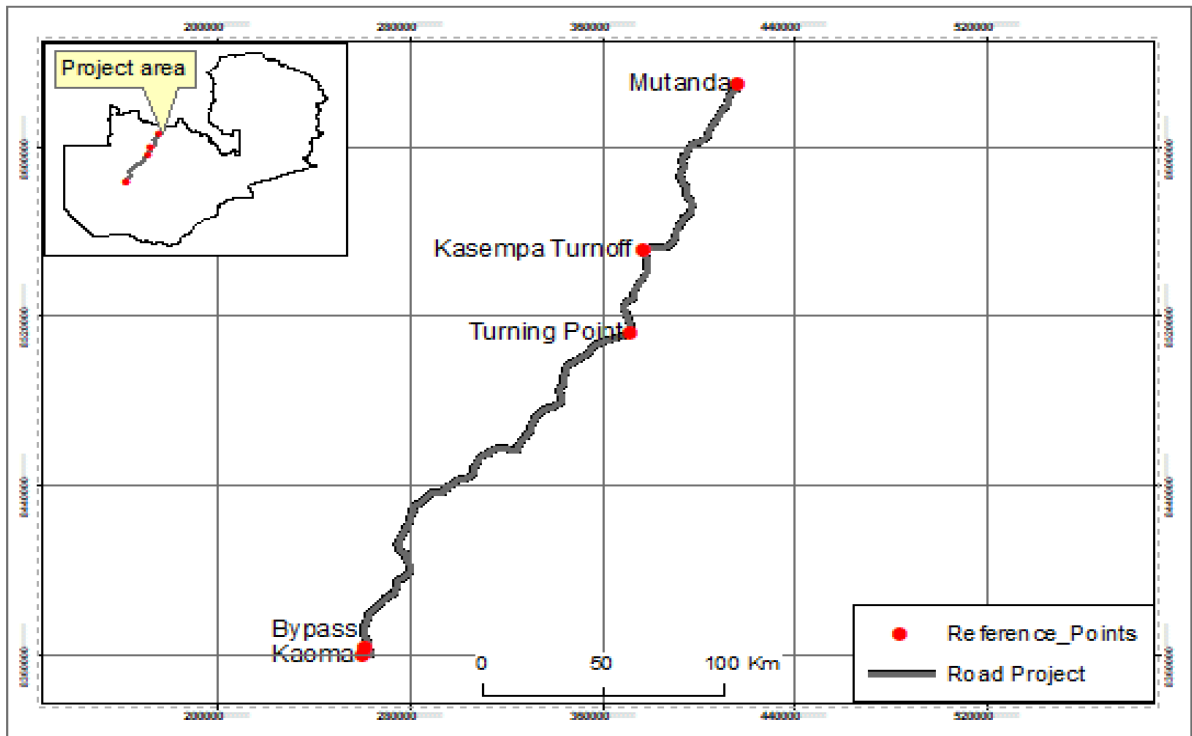 200000 280000 360000 440000 520000
Project area
Mutanda
Kasempa Turnoff
Turning Point
Bypass
Kaoma
0 50 100 Km
Reference_Points
Road Project
200000 280000 360000 440000 520000